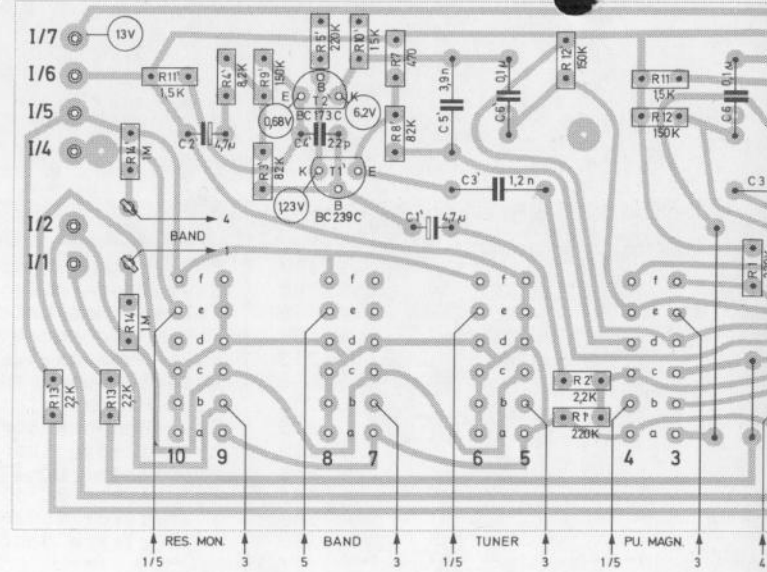 I/7
13V
I/6
I/5
I/4
I/2
I/1
R11'
1,5K
R4'
8,2K
R9'
150K
R5'
220K
R10'
15K
R7
470
3,9n
C5'
0,1µ
C6'
R12'
150K
R11
1,5K
R12
150K
0,1µ
C6
E
B
T2'
K
BC173C
0,68V
6,2V
C2'
4,7µ
C4'
22p
R8'
82K
R3'
82K
K
T1'
E
B
BC239C
1,23V
C3'
1,2n
C3
C1'
4,7µ
R14'
1M
4
BAND
1
R14
1M
R1
R13'
22K
R13
22K
f
e
d
c
b
a
10
9
f
e
d
c
b
a
8
7
f
e
d
c
b
a
6
5
R2'
2,2K
R1'
220K
f
e
d
c
b
a
4
3
RES. MON.
BAND
TUNER
PU. MAGN.
1/5
3
5
3
1/5
3
1/5
3
4